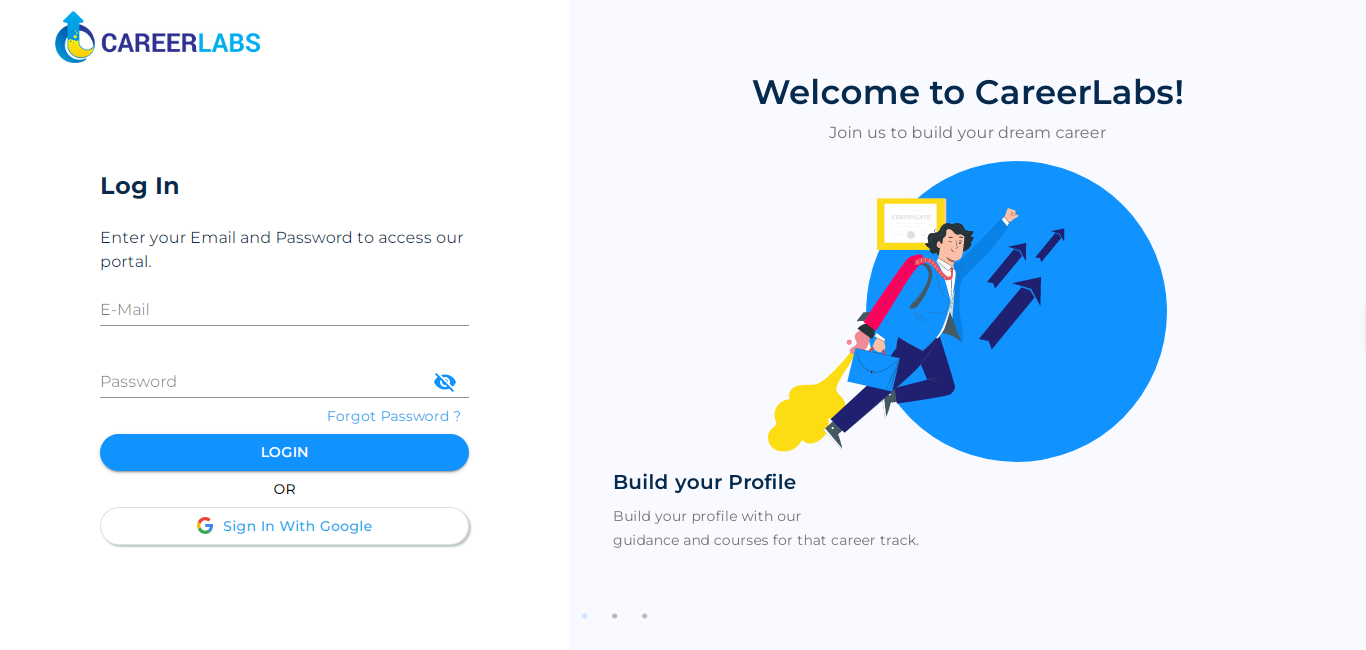 CAREERLABS
Log In
Enter your Email and Password to access our
portal.
E-Mail
Password
Forgot Password ?
LOGIN
OR
Sign In With Google
Welcome to CareerLabs!
Join us to build your dream career
CERTIFICATE
Build your Profile
Build your profile with our
guidance and courses for that career track.